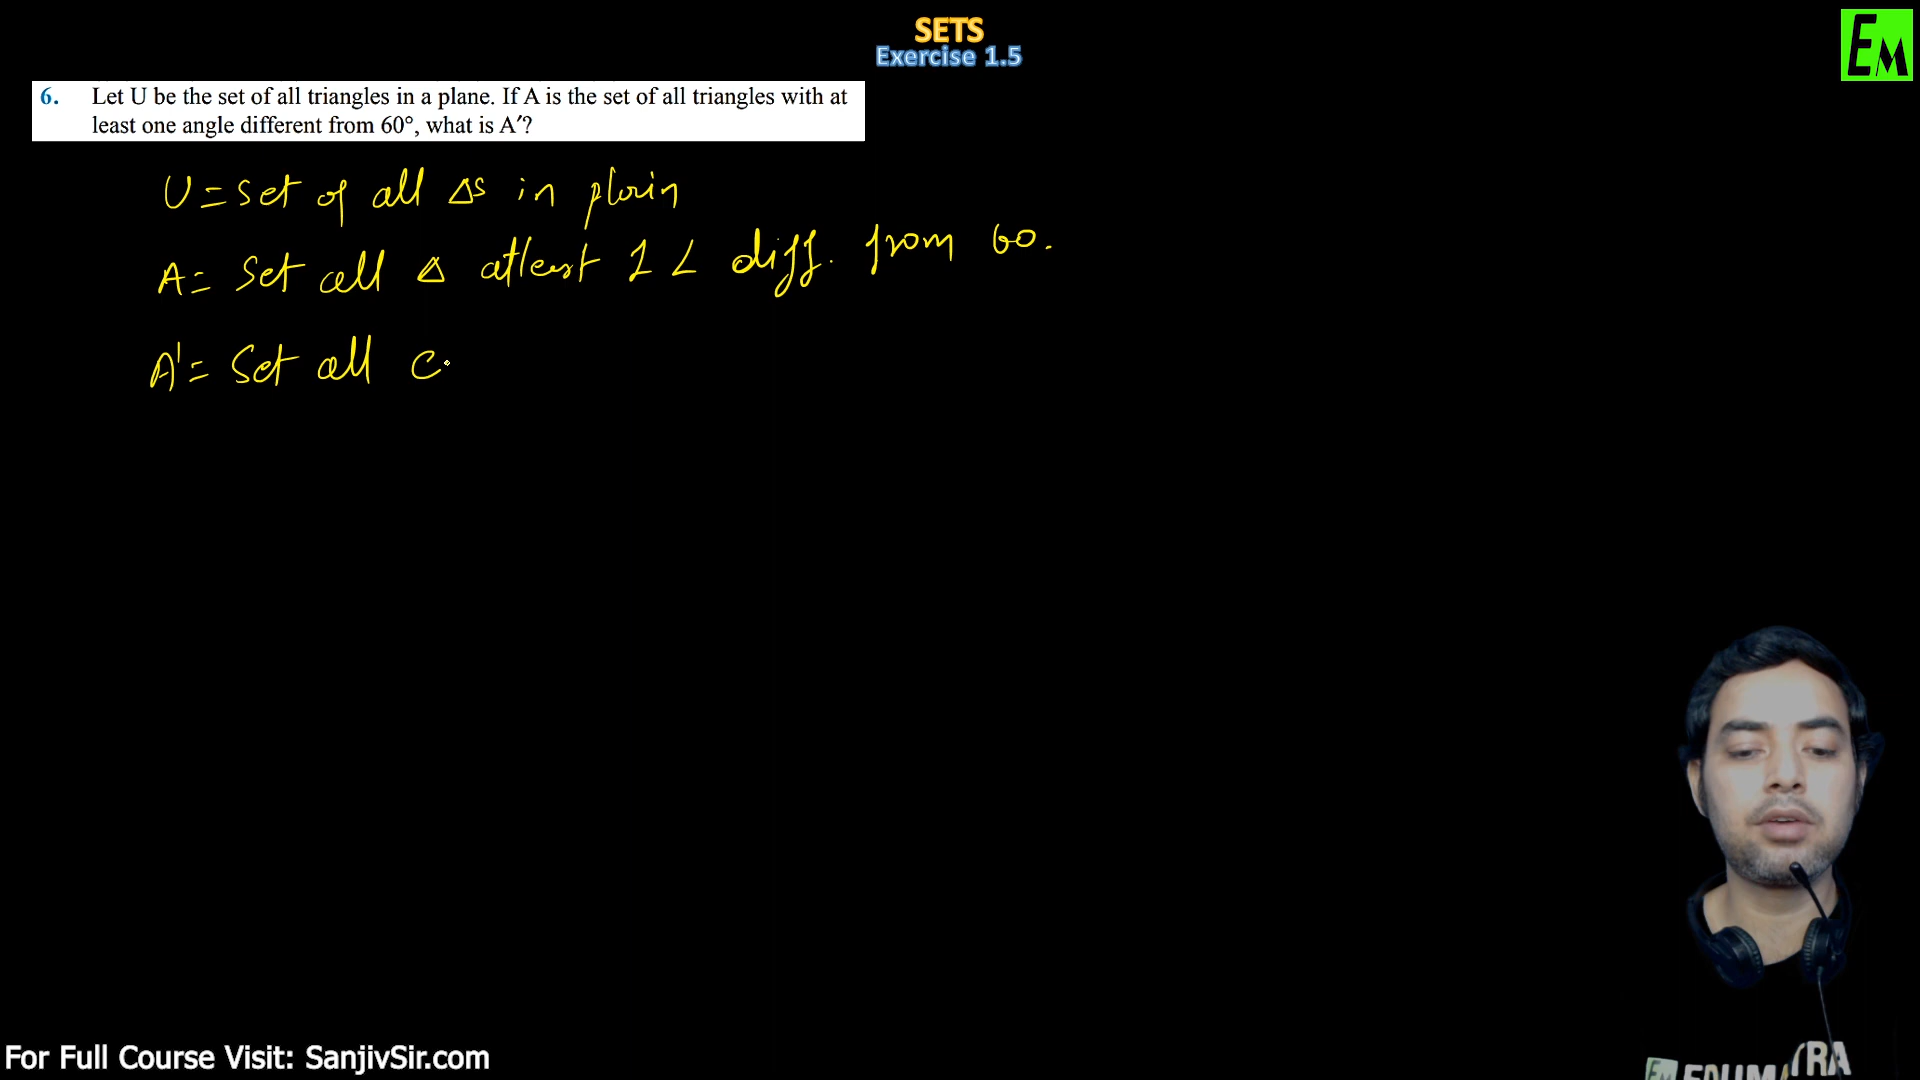 SETS
Exercise 1.5
EM
6. Let U be the set of all triangles in a plane. If A is the set of all triangles with at
least one angle different from 60°, what is A′?
U = set of all Δs in plain
A = Set all Δ atleast 1 ∠ diff. from 60.
A' = Set all e
For Full Course Visit: SanjivSir.com